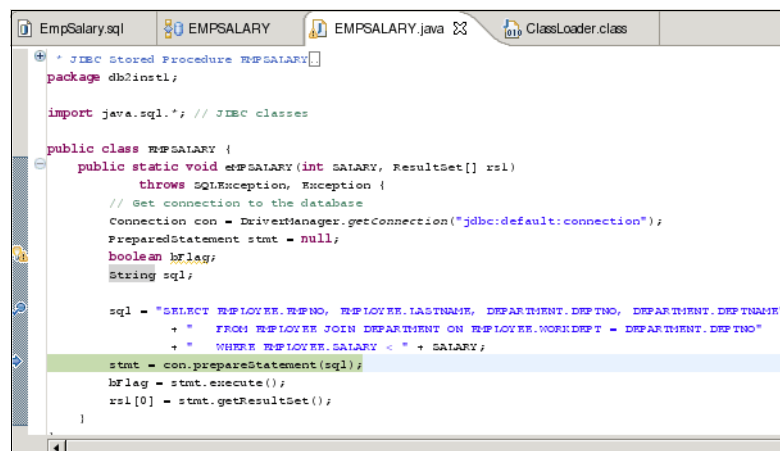 EmpSalary.sql EMPSALARY EMPSALARY.java ClassLoader.class
* JDBC Stored Procedure EMPSALARY..
package db2inst1;
import java.sql.*; // JDBC classes
public class EMPSALARY {
public static void eMPSALARY(int SALARY, ResultSet[] rs1)
throws SQLException, Exception {
// Get connection to the database
Connection con = DriverManager.getConnection("jdbc:default:connection");
PreparedStatement stmt = null;
boolean bFlag;
String sql;
sql = "SELECT EMPLOYEE.EMPNO, EMPLOYEE.LASTNAME, DEPARTMENT.DEPTNO, DEPARTMENT.DEPTNAME"
+ "   FROM EMPLOYEE JOIN DEPARTMENT ON EMPLOYEE.WORKDEPT = DEPARTMENT.DEPTNO"
+ "   WHERE EMPLOYEE.SALARY < " + SALARY;
stmt = con.prepareStatement(sql);
bFlag = stmt.execute();
rs1[0] = stmt.getResultSet();
}